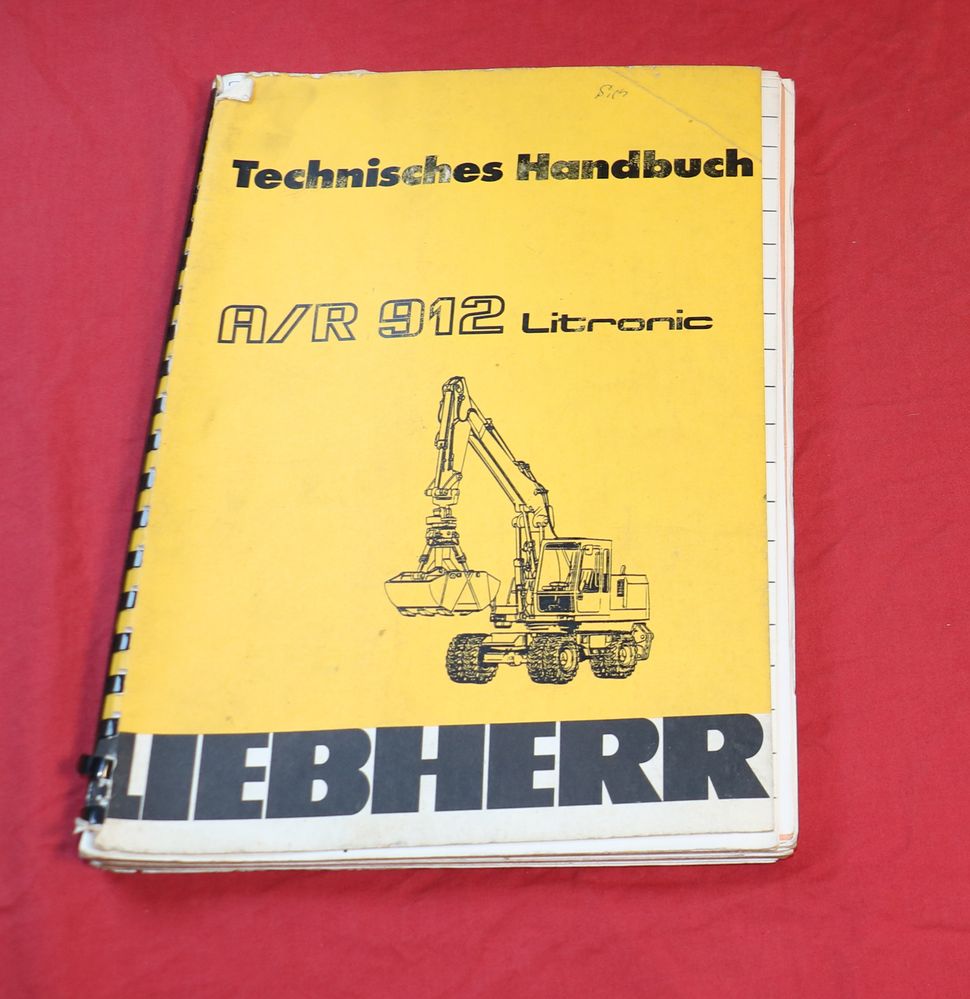 Technisches Handbuch
A/R 912 Litronic
LIEBHERR